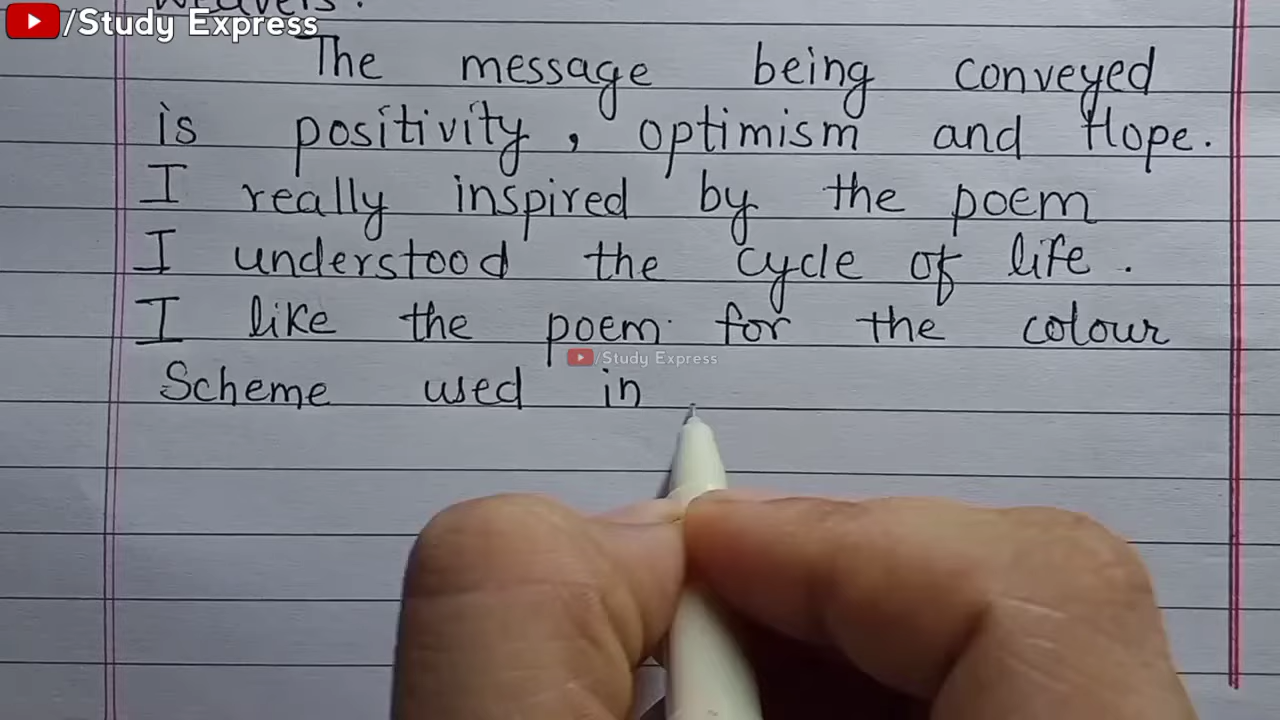 weavers.
/Study Express
The message being conveyed
is positivity, optimism and Hope.
I really inspired by the poem
I understood the cycle of life.
I like the poem for the colour
/Study Express
Scheme used in